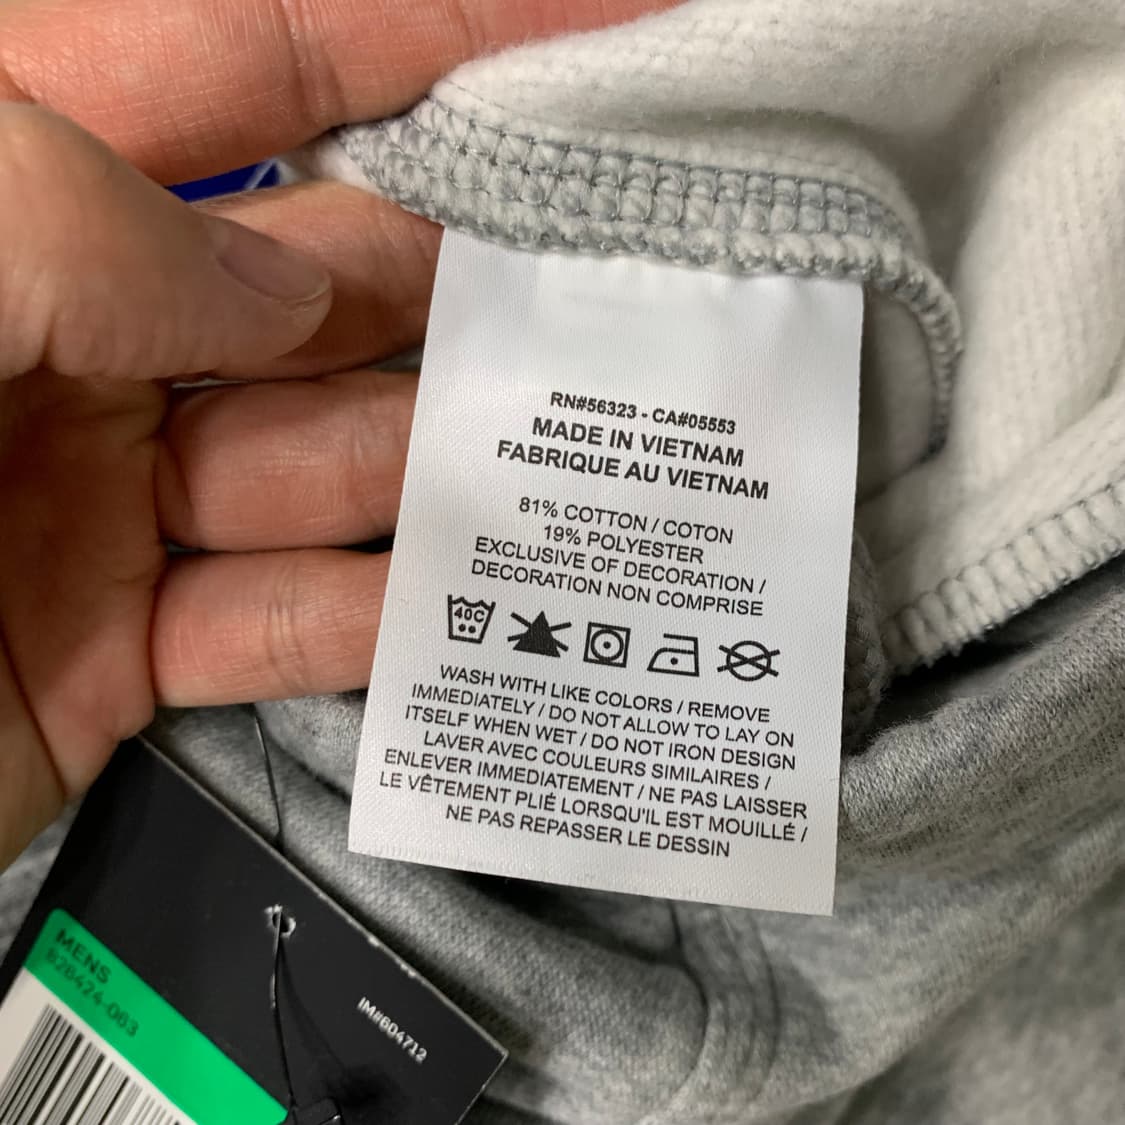 RN#56323 - CA#05553
MADE IN VIETNAM
FABRIQUE AU VIETNAM
81% COTTON / COTON
19% POLYESTER
EXCLUSIVE OF DECORATION /
DECORATION NON COMPRISE
40C
WASH WITH LIKE COLORS / REMOVE
IMMEDIATELY / DO NOT ALLOW TO LAY ON
ITSELF WHEN WET / DO NOT IRON DESIGN
LAVER AVEC COULEURS SIMILAIRES /
ENLEVER IMMEDIATEMENT / NE PAS LAISSER
LE VÊTEMENT PLIÉ LORSQU'IL EST MOUILLÉ /
NE PAS REPASSER LE DESSIN
MENS
828424-063
IM#604712